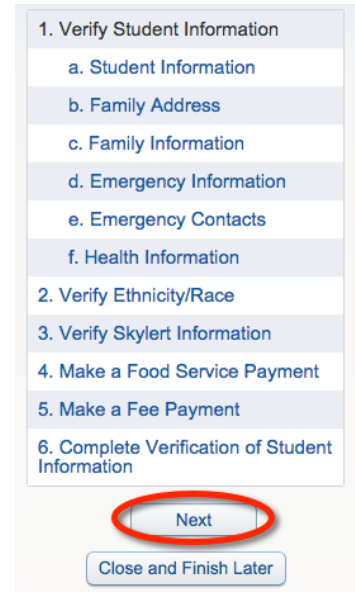 1. Verify Student Information
a. Student Information
b. Family Address
c. Family Information
d. Emergency Information
e. Emergency Contacts
f. Health Information
2. Verify Ethnicity/Race
3. Verify Skylert Information
4. Make a Food Service Payment
5. Make a Fee Payment
6. Complete Verification of Student
Information
Next
Close and Finish Later